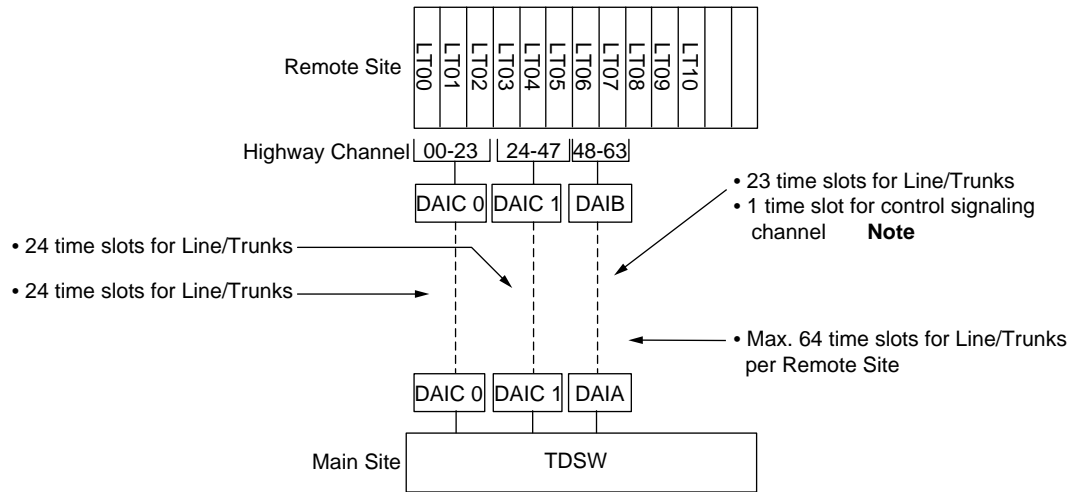 Remote Site
LT00 LT01 LT02 LT03 LT04 LT05 LT06 LT07 LT08 LT09 LT10
Highway Channel 00-23 24-47 48-63
DAIC 0 DAIC 1 DAIB
• 23 time slots for Line/Trunks
• 1 time slot for control signaling
channel Note
• 24 time slots for Line/Trunks
• 24 time slots for Line/Trunks
• Max. 64 time slots for Line/Trunks
per Remote Site
DAIC 0 DAIC 1 DAIA
Main Site TDSW